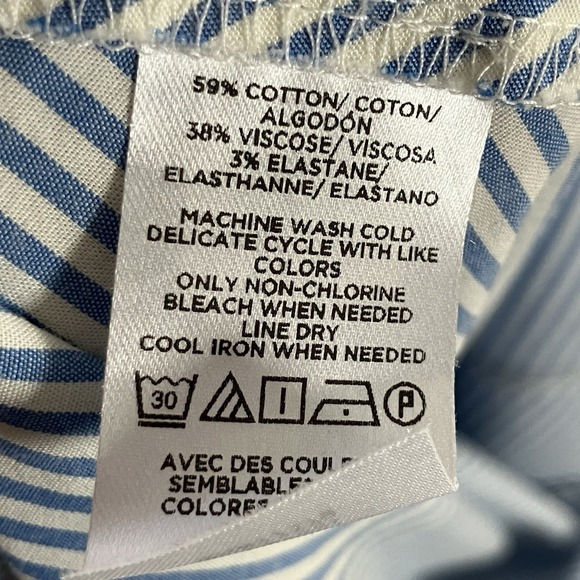 59% COTTON/ COTON/
ALGODÓN
38% VISCOSE/ VISCOSA
3% ELASTANE/
ELASTHANNE/ ELASTANO
MACHINE WASH COLD
DELICATE CYCLE WITH LIKE
COLORS
ONLY NON-CHLORINE
BLEACH WHEN NEEDED
LINE DRY
COOL IRON WHEN NEEDED
30 P
AVEC DES